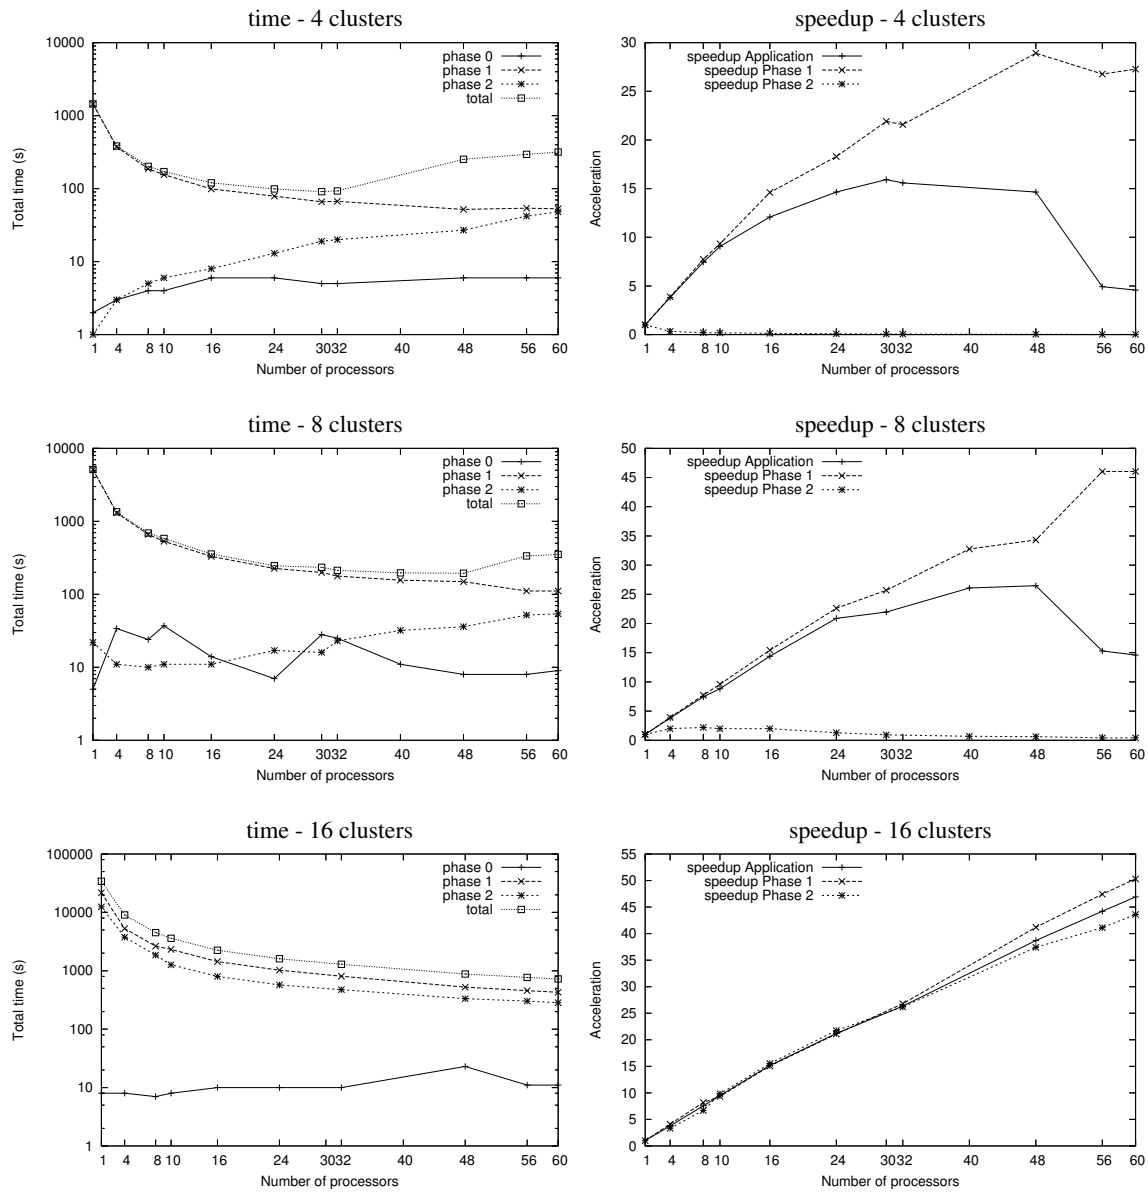 time - 4 clusters
10000
1000
100
10
1
Total time (s)
phase 0
phase 1
phase 2
total
1 4 8 10 16 24 3032 40 48 56 60
Number of processors
speedup - 4 clusters
30
25
20
15
10
5
0
Acceleration
speedup Application
speedup Phase 1
speedup Phase 2
1 4 8 10 16 24 3032 40 48 56 60
Number of processors
time - 8 clusters
10000
1000
100
10
1
Total time (s)
phase 0
phase 1
phase 2
total
1 4 8 10 16 24 3032 40 48 56 60
Number of processors
speedup - 8 clusters
50
45
40
35
30
25
20
15
10
5
0
Acceleration
speedup Application
speedup Phase 1
speedup Phase 2
1 4 8 10 16 24 3032 40 48 56 60
Number of processors
time - 16 clusters
100000
10000
1000
100
10
1
Total time (s)
phase 0
phase 1
phase 2
total
1 4 8 10 16 24 3032 40 48 56 60
Number of processors
speedup - 16 clusters
55
50
45
40
35
30
25
20
15
10
5
0
Acceleration
speedup Application
speedup Phase 1
speedup Phase 2
1 4 8 10 16 24 3032 40 48 56 60
Number of processors